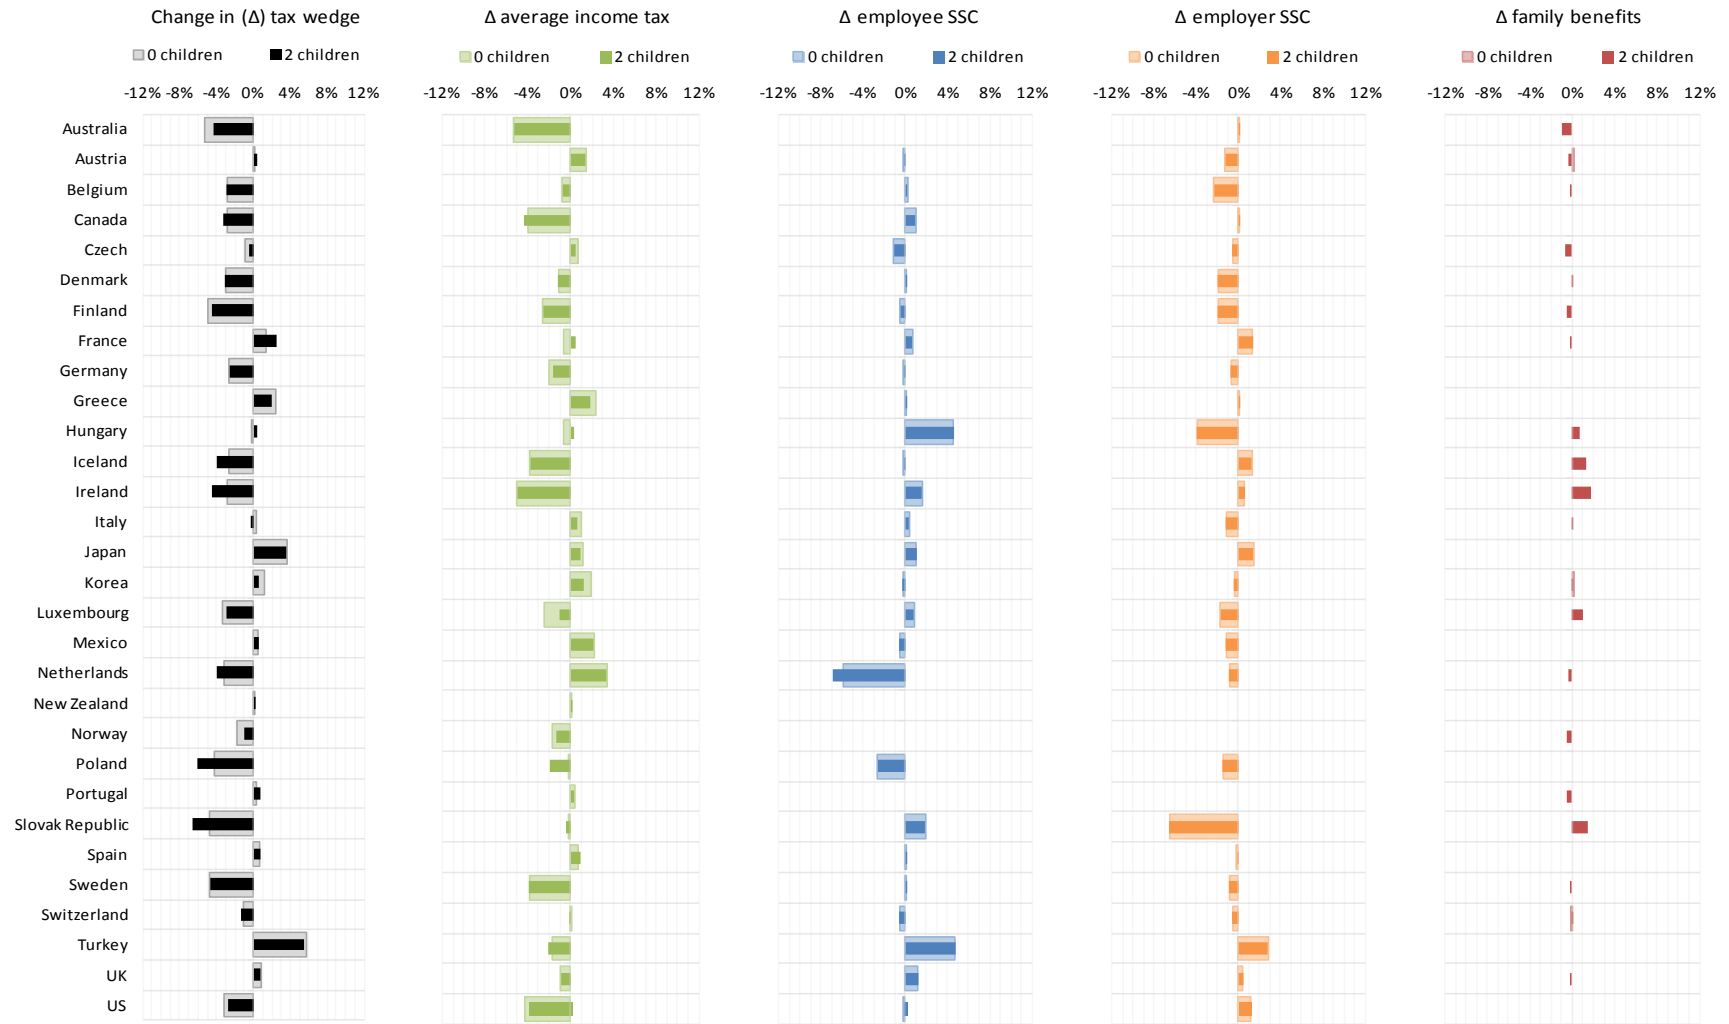 Change in (Δ) tax wedge Δ average income tax Δ employee SSC Δ employer SSC Δ family benefits
0 children 2 children 0 children 2 children 0 children 2 children 0 children 2 children 0 children 2 children
-12% -8% -4% 0% 4% 8% 12% -12% -8% -4% 0% 4% 8% 12% -12% -8% -4% 0% 4% 8% 12% -12% -8% -4% 0% 4% 8% 12% -12% -8% -4% 0% 4% 8% 12%
Australia
Austria
Belgium
Canada
Czech
Denmark
Finland
France
Germany
Greece
Hungary
Iceland
Ireland
Italy
Japan
Korea
Luxembourg
Mexico
Netherlands
New Zealand
Norway
Poland
Portugal
Slovak Republic
Spain
Sweden
Switzerland
Turkey
UK
US